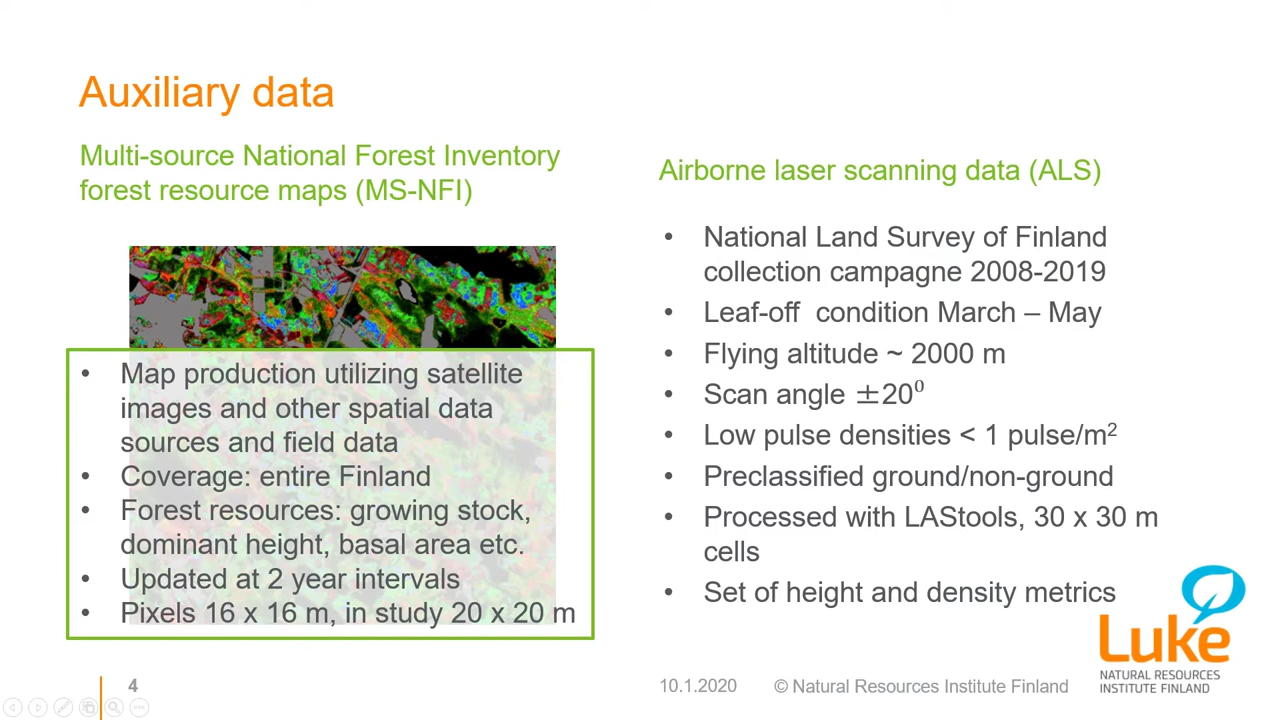 Auxiliary data
Multi-source National Forest Inventory
forest resource maps (MS-NFI)
• Map production utilizing satellite
images and other spatial data
sources and field data
• Coverage: entire Finland
• Forest resources: growing stock,
dominant height, basal area etc.
• Updated at 2 year intervals
• Pixels 16 x 16 m, in study 20 x 20 m
Airborne laser scanning data (ALS)
• National Land Survey of Finland
collection campagne 2008-2019
• Leaf-off  condition March – May
• Flying altitude ~ 2000 m
• Scan angle ±20⁰
• Low pulse densities < 1 pulse/m²
• Preclassified ground/non-ground
• Processed with LAStools, 30 x 30 m
cells
• Set of height and density metrics
Luke
NATURAL RESOURCES
INSTITUTE FINLAND
4
10.1.2020
© Natural Resources Institute Finland